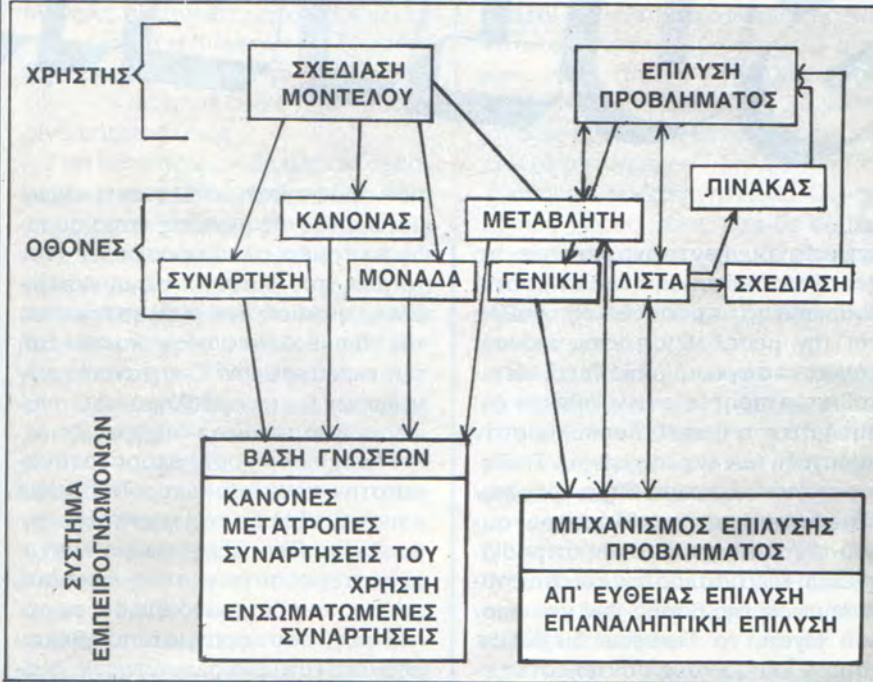 ΧΡΗΣΤΗΣ
ΣΧΕΔΙΑΣΗ
ΜΟΝΤΕΛΟΥ
ΕΠΙΛΥΣΗ
ΠΡΟΒΛΗΜΑΤΟΣ
ΠΙΝΑΚΑΣ
ΟΘΟΝΕΣ
ΚΑΝΟΝΑΣ
ΜΕΤΑΒΛΗΤΗ
ΣΥΝΑΡΤΗΣΗ
ΜΟΝΑΔΑ
ΓΕΝΙΚΗ
ΛΙΣΤΑ
ΣΧΕΔΙΑΣΗ
ΣΥΣΤΗΜΑ
ΕΜΠΕΙΡΟΓΝΩΜΟΝΩΝ
ΒΑΣΗ ΓΝΩΣΕΩΝ
ΚΑΝΟΝΕΣ
ΜΕΤΑΤΡΟΠΕΣ
ΣΥΝΑΡΤΗΣΕΙΣ ΤΟΥ
ΧΡΗΣΤΗ
ΕΝΣΩΜΑΤΩΜΕΝΕΣ
ΣΥΝΑΡΤΗΣΕΙΣ
ΜΗΧΑΝΙΣΜΟΣ ΕΠΙΛΥΣΗΣ
ΠΡΟΒΛΗΜΑΤΟΣ
ΑΠ' ΕΥΘΕΙΑΣ ΕΠΙΛΥΣΗ
ΕΠΑΝΑΛΗΠΤΙΚΗ ΕΠΙΛΥΣΗ